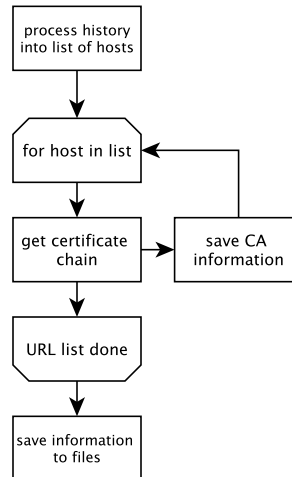 process history
into list of hosts
for host in list
get certificate
chain
save CA
information
URL list done
save information
to files